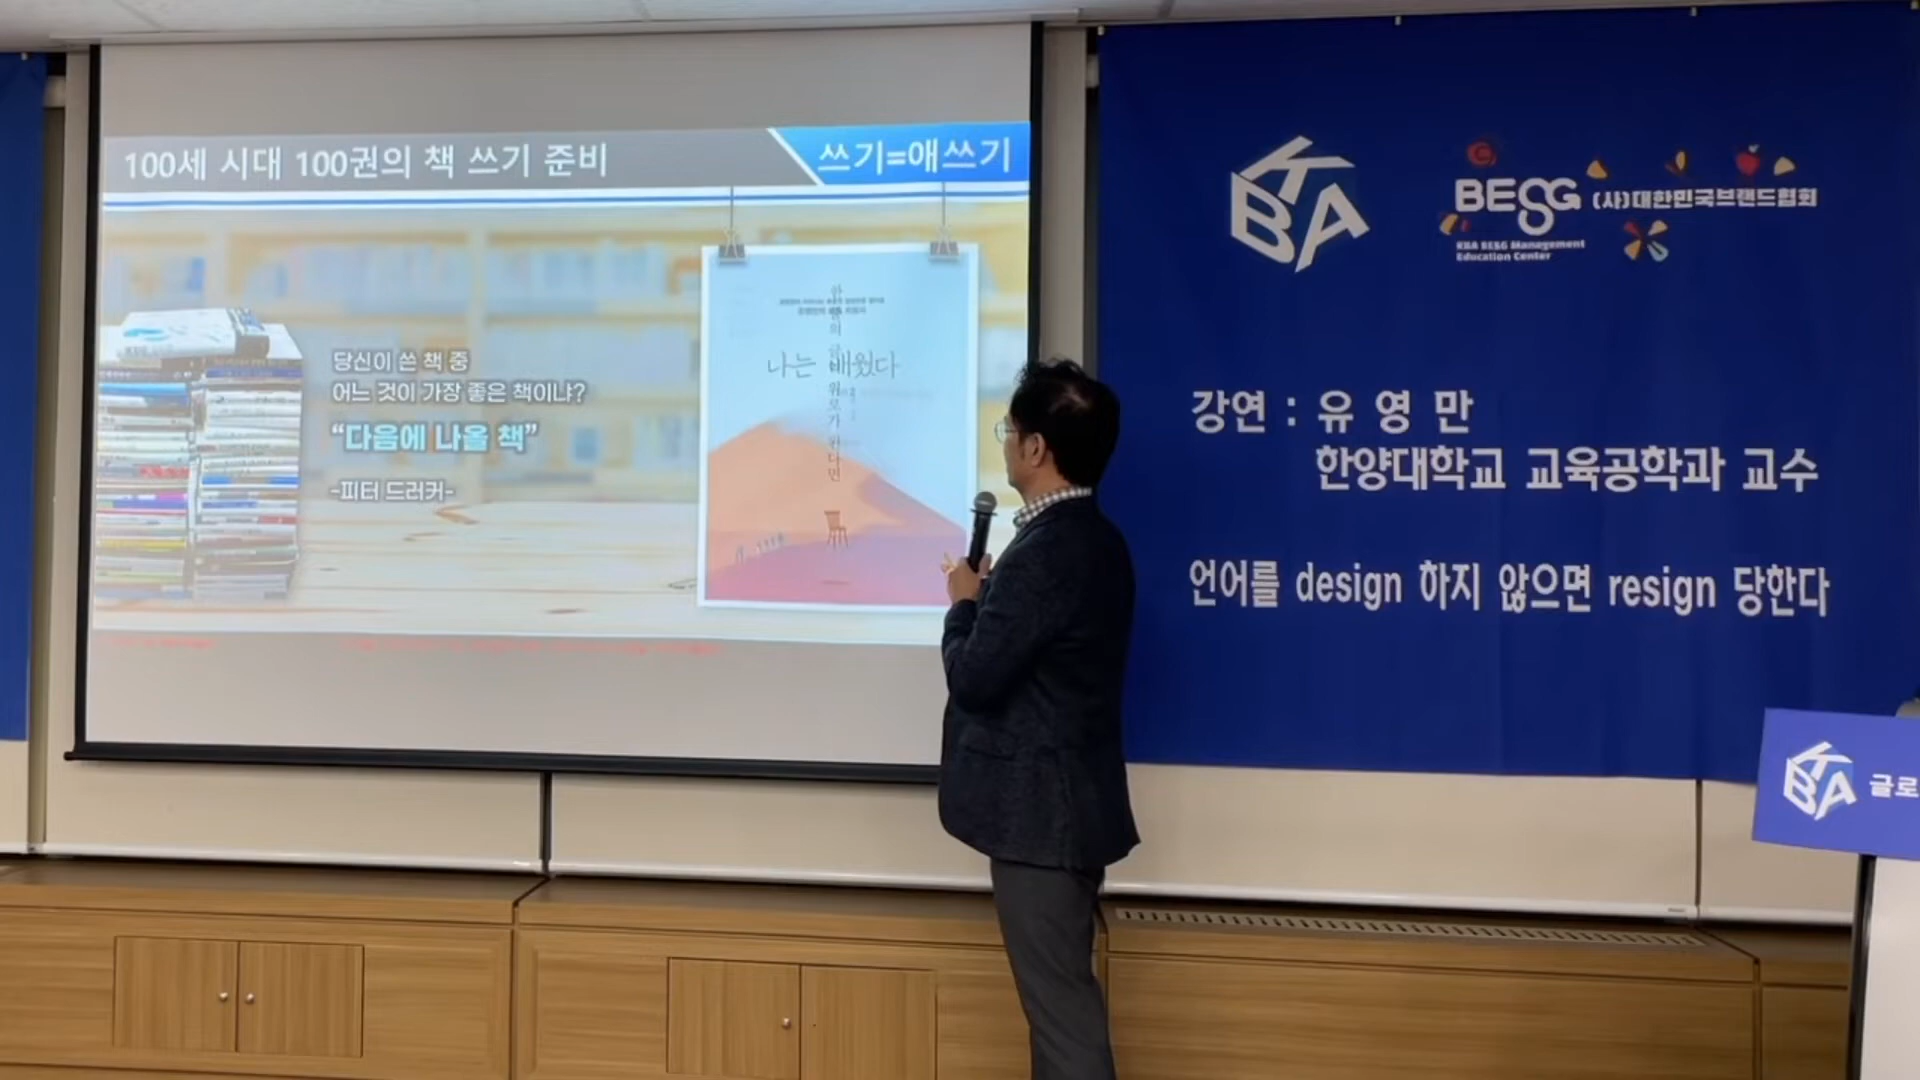 100세 시대 100권의 책 쓰기 준비
쓰기=애쓰기
당신이 쓴 책 중
어느 것이 가장 좋은 책이냐?
“다음에 나올 책”
-피터 드러커-
나는 배웠다
KBA
BESG (사)대한민국브랜드협회
KBA BESG Management
Education Center
강연 : 유 영 만
한양대학교 교육공학과 교수
언어를 design 하지 않으면 resign 당한다
KBA 글로